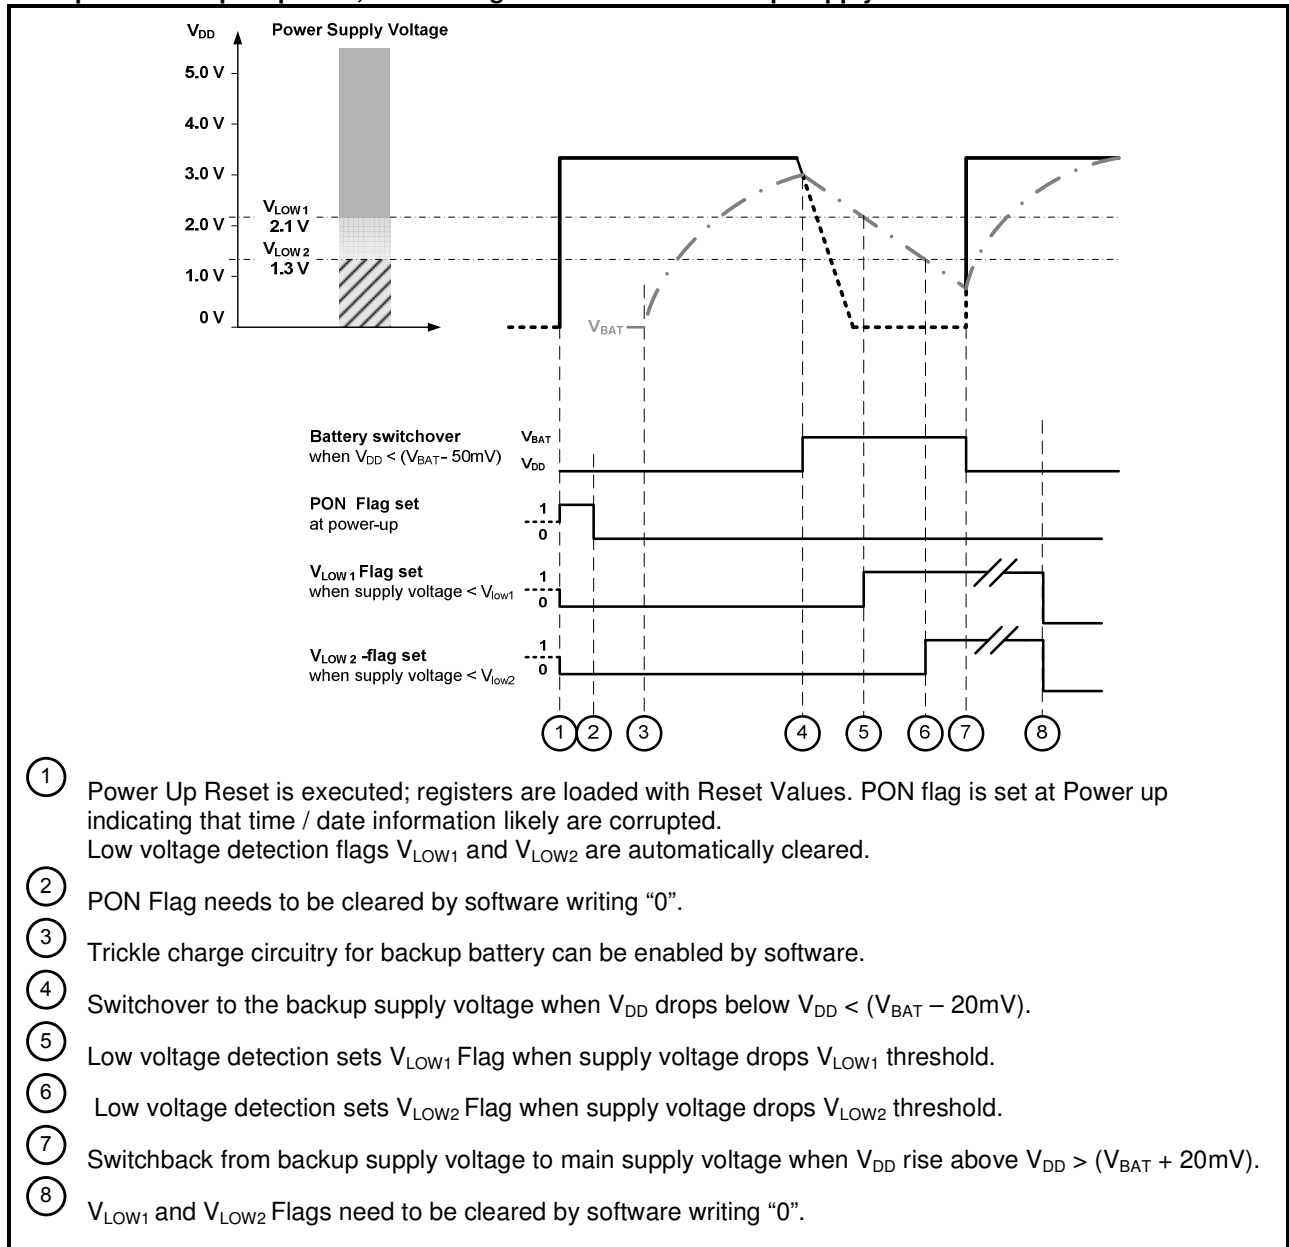 V_DD Power Supply Voltage
5.0 V
4.0 V
3.0 V
V_LOW1
2.0 V 2.1 V
V_LOW 2
1.3 V
1.0 V
0 V
V_BAT
Battery switchover V_BAT
when V_DD < (V_BAT- 50mV) V_DD
PON Flag set 1
at power-up 0
V_LOW 1 Flag set 1
when supply voltage < V_low1 0
V_LOW 2 -flag set 1
when supply voltage < V_low2 0
1 2 3 4 5 6 7 8
1 Power Up Reset is executed; registers are loaded with Reset Values. PON flag is set at Power up
indicating that time / date information likely are corrupted.
Low voltage detection flags V_LOW1 and V_LOW2 are automatically cleared.
2 PON Flag needs to be cleared by software writing “0”.
3 Trickle charge circuitry for backup battery can be enabled by software.
4 Switchover to the backup supply voltage when V_DD drops below V_DD < (V_BAT – 20mV).
5 Low voltage detection sets V_LOW1 Flag when supply voltage drops V_LOW1 threshold.
6 Low voltage detection sets V_LOW2 Flag when supply voltage drops V_LOW2 threshold.
7 Switchback from backup supply voltage to main supply voltage when V_DD rise above V_DD > (V_BAT + 20mV).
8 V_LOW1 and V_LOW2 Flags need to be cleared by software writing “0”.